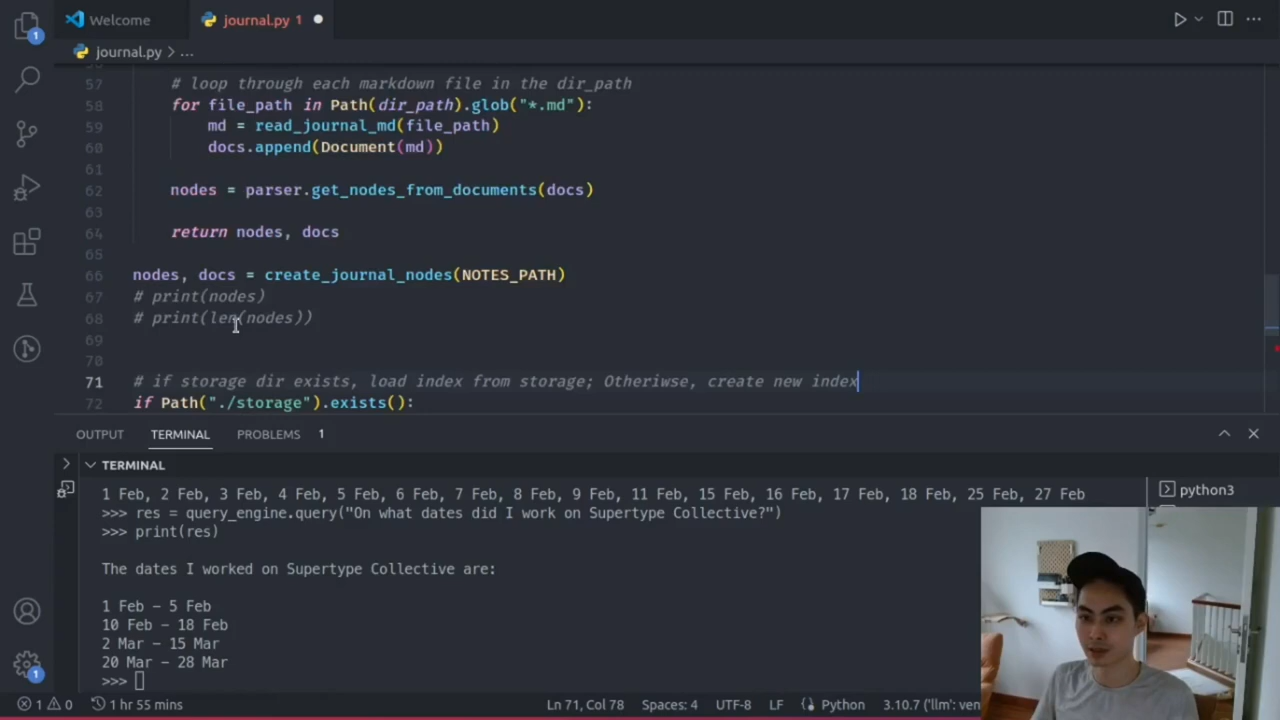 Welcome
journal.py 1
journal.py > ...
57 # loop through each markdown file in the dir_path
58 for file_path in Path(dir_path).glob("*.md"):
59 md = read_journal_md(file_path)
60 docs.append(Document(md))
61
62 nodes = parser.get_nodes_from_documents(docs)
63
64 return nodes, docs
65
66 nodes, docs = create_journal_nodes(NOTES_PATH)
67 # print(nodes)
68 # print(len(nodes))
69
70
71 # if storage dir exists, load index from storage; Otheriwse, create new index
72 if Path("./storage").exists():
OUTPUT TERMINAL PROBLEMS 1
TERMINAL
1 Feb, 2 Feb, 3 Feb, 4 Feb, 5 Feb, 6 Feb, 7 Feb, 8 Feb, 9 Feb, 11 Feb, 15 Feb, 16 Feb, 17 Feb, 18 Feb, 25 Feb, 27 Feb
>>> res = query_engine.query("On what dates did I work on Supertype Collective?")
>>> print(res)
The dates I worked on Supertype Collective are:
1 Feb – 5 Feb
10 Feb – 18 Feb
2 Mar – 15 Mar
20 Mar – 28 Mar
>>>
python3
1 0 1 hr 55 mins Ln 71, Col 78 Spaces: 4 UTF-8 LF Python 3.10.7 ('llm': ven
1
1